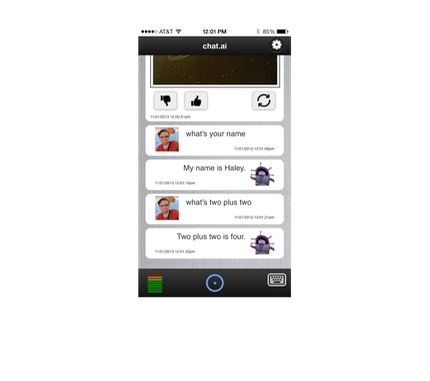 AT&T
12:01 PM
85%
chat.ai
11/21/2013 12:00:51pm
what's your name
11/21/2013 12:01:09pm
My name is Haley.
11/21/2013 12:01:10pm
what's two plus two
11/21/2013 12:01:21pm
Two plus two is four.
11/21/2013 12:01:22pm